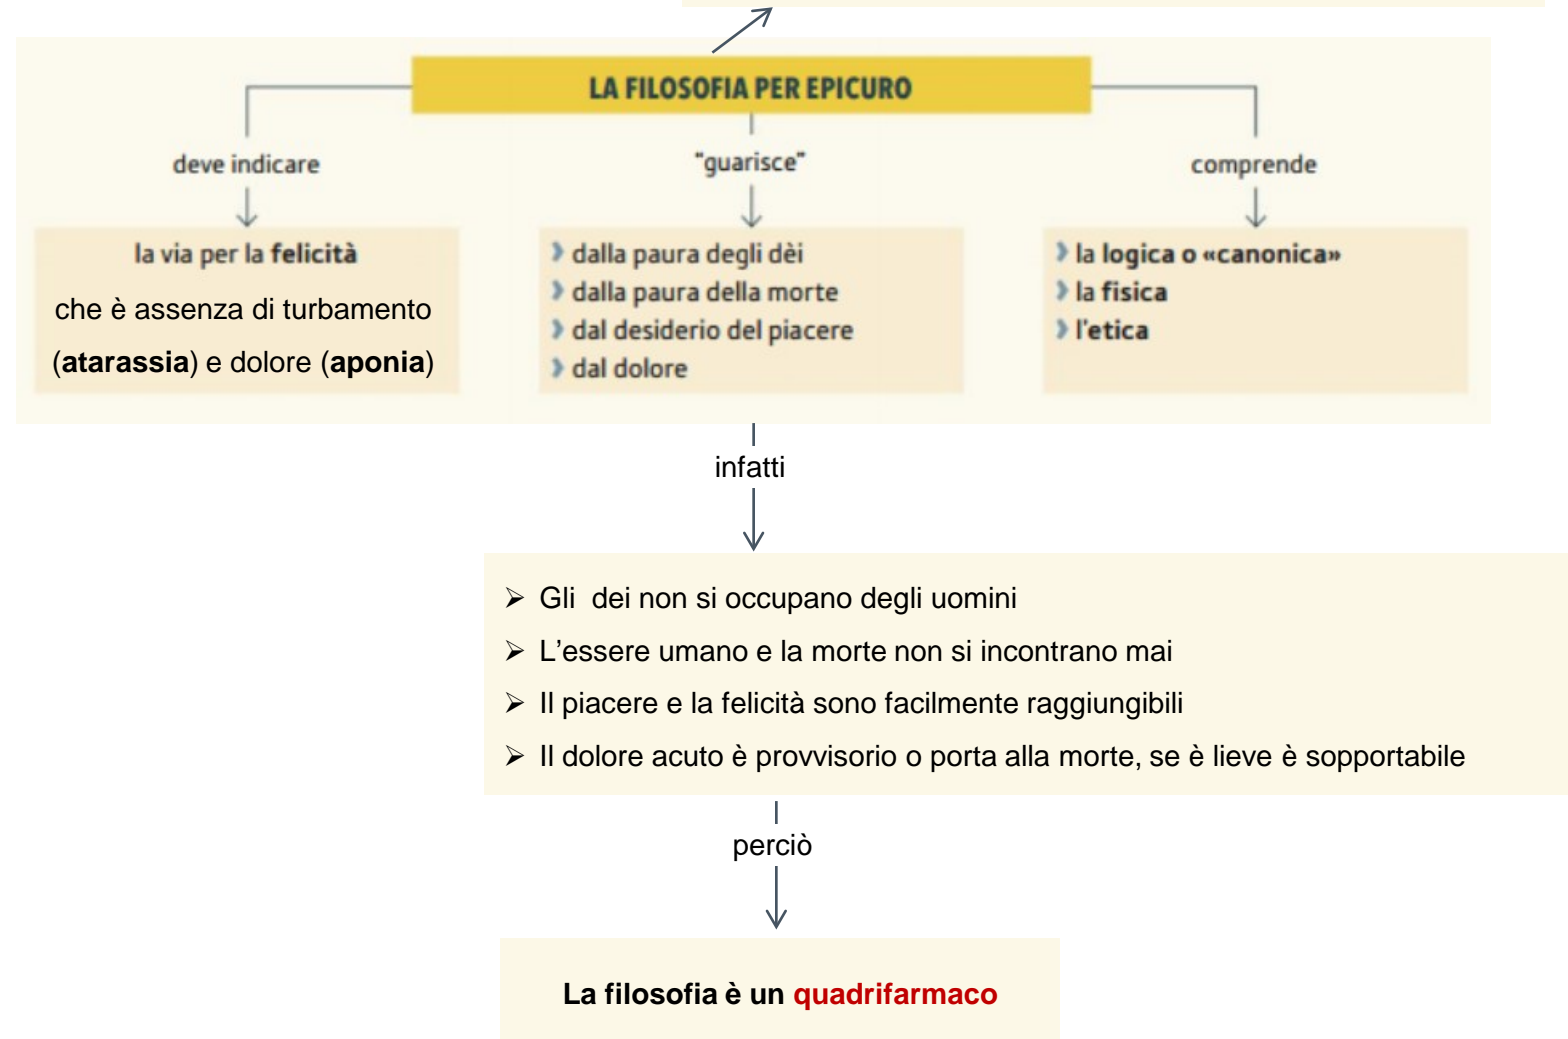 LA FILOSOFIA PER EPICURO
deve indicare
la via per la felicità
che è assenza di turbamento
(atarassia) e dolore (aponia)
"guarisce"
› dalla paura degli dèi
› dalla paura della morte
› dal desiderio del piacere
› dal dolore
comprende
› la logica o «canonica»
› la fisica
› l'etica
infatti
➢ Gli dei non si occupano degli uomini
➢ L’essere umano e la morte non si incontrano mai
➢ Il piacere e la felicità sono facilmente raggiungibili
➢ Il dolore acuto è provvisorio o porta alla morte, se è lieve è sopportabile
perciò
La filosofia è un quadrifarmaco